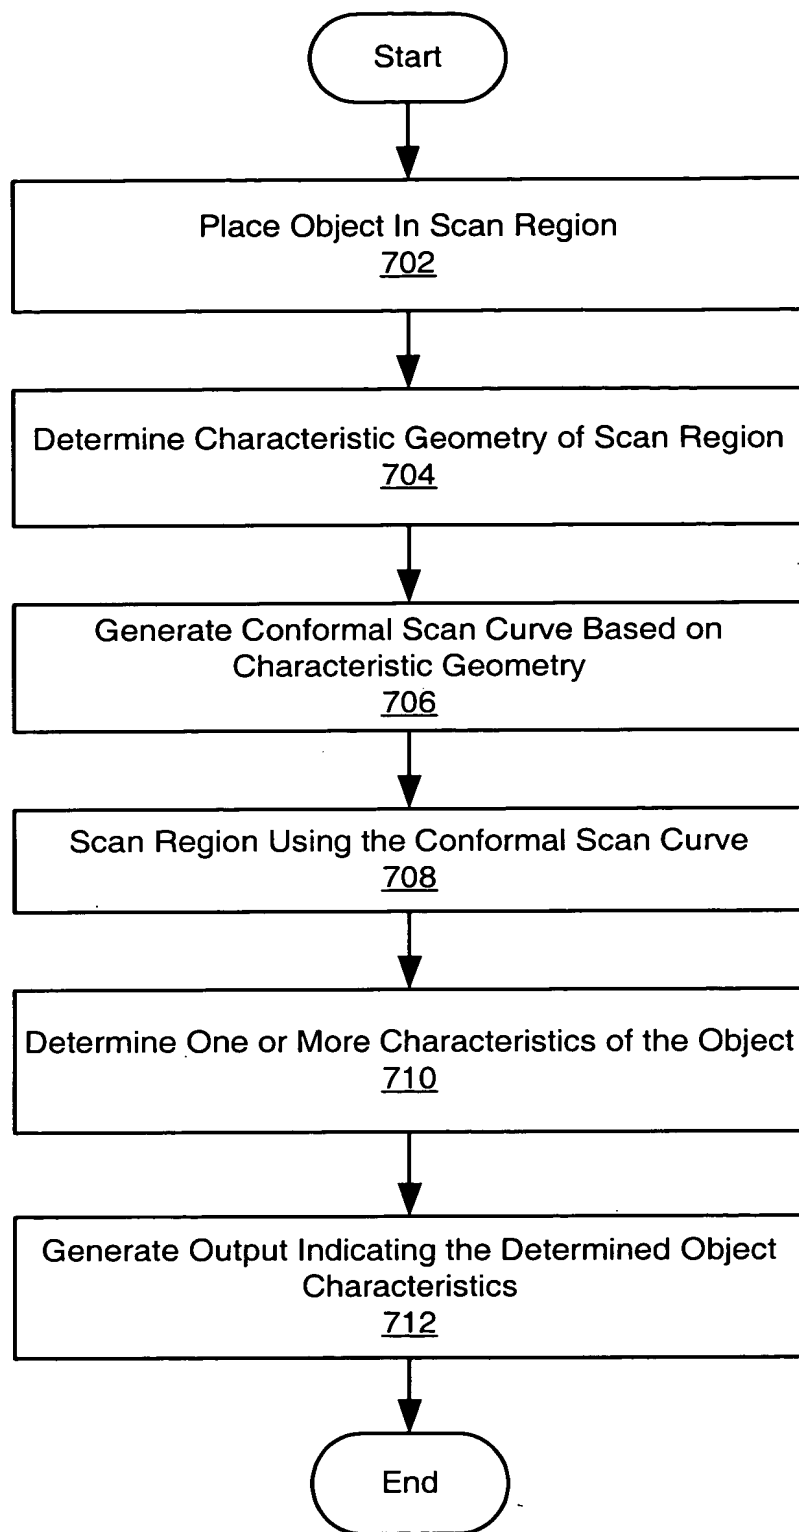 Start
Place Object In Scan Region
702
Determine Characteristic Geometry of Scan Region
704
Generate Conformal Scan Curve Based on
Characteristic Geometry
706
Scan Region Using the Conformal Scan Curve
708
Determine One or More Characteristics of the Object
710
Generate Output Indicating the Determined Object
Characteristics
712
End